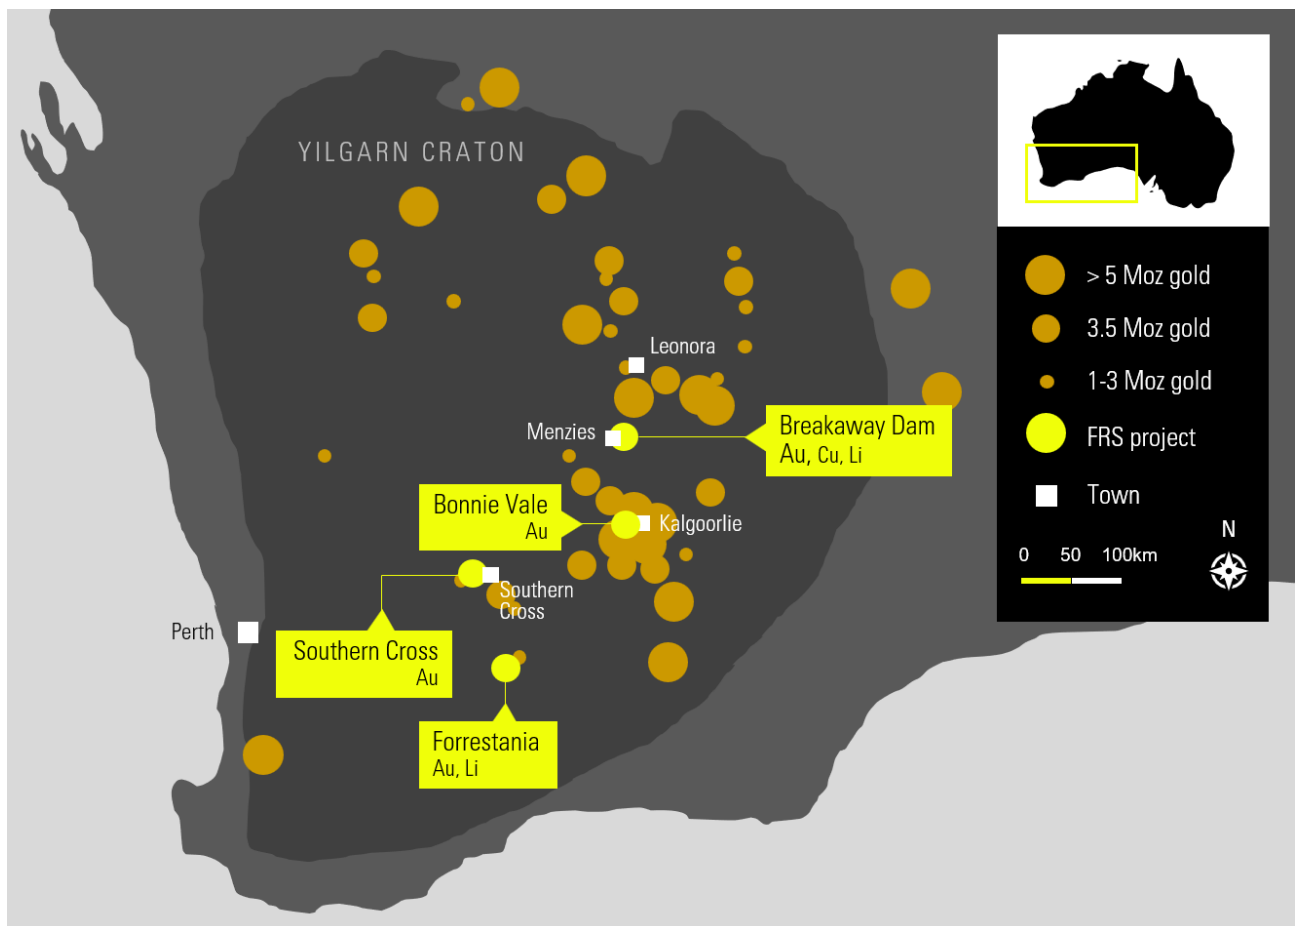 YILGARN CRATON
> 5 Moz gold
3.5 Moz gold
1-3 Moz gold
FRS project
Town
N
0 50 100km
Leonora
Menzies
Breakaway Dam
Au, Cu, Li
Bonnie Vale
Au
Kalgoorlie
Southern
Cross
Perth
Southern Cross
Au
Forrestania
Au, Li